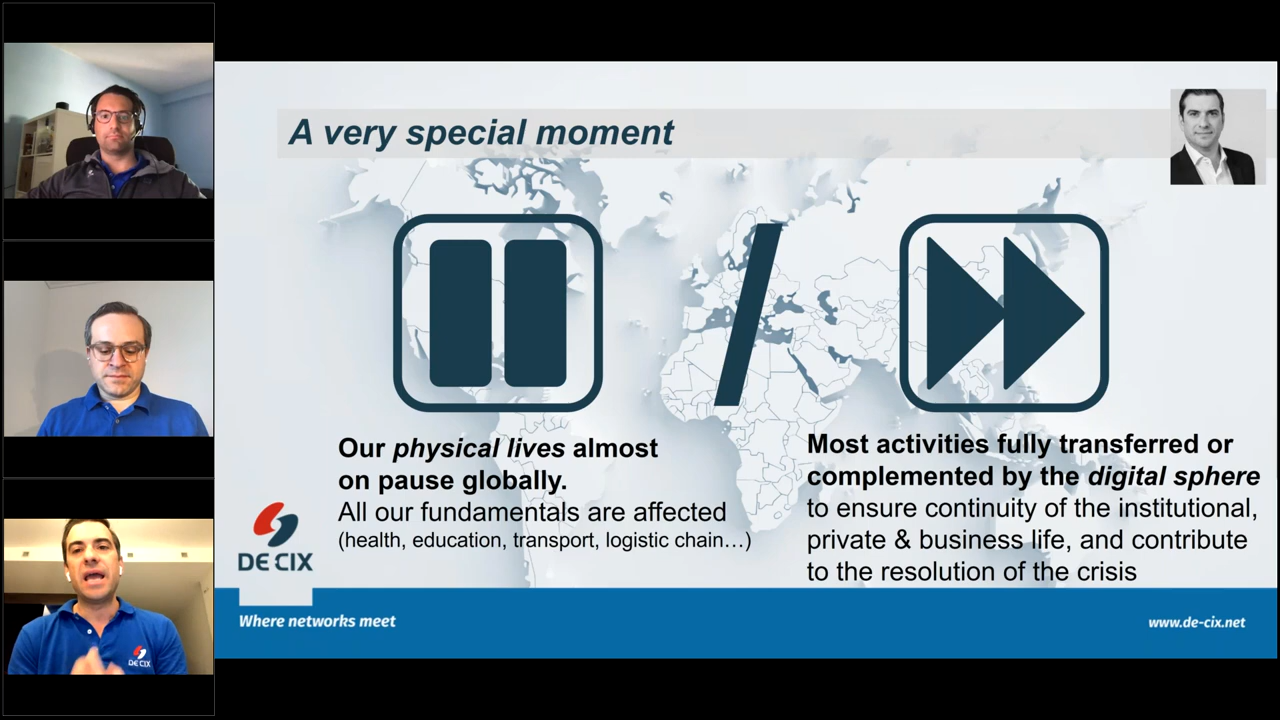 A very special moment
Our physical lives almost
on pause globally.
All our fundamentals are affected
(health, education, transport, logistic chain…)
Most activities fully transferred or
complemented by the digital sphere
to ensure continuity of the institutional,
private & business life, and contribute
to the resolution of the crisis
DE CIX
Where networks meet
www.de-cix.net
DE CIX